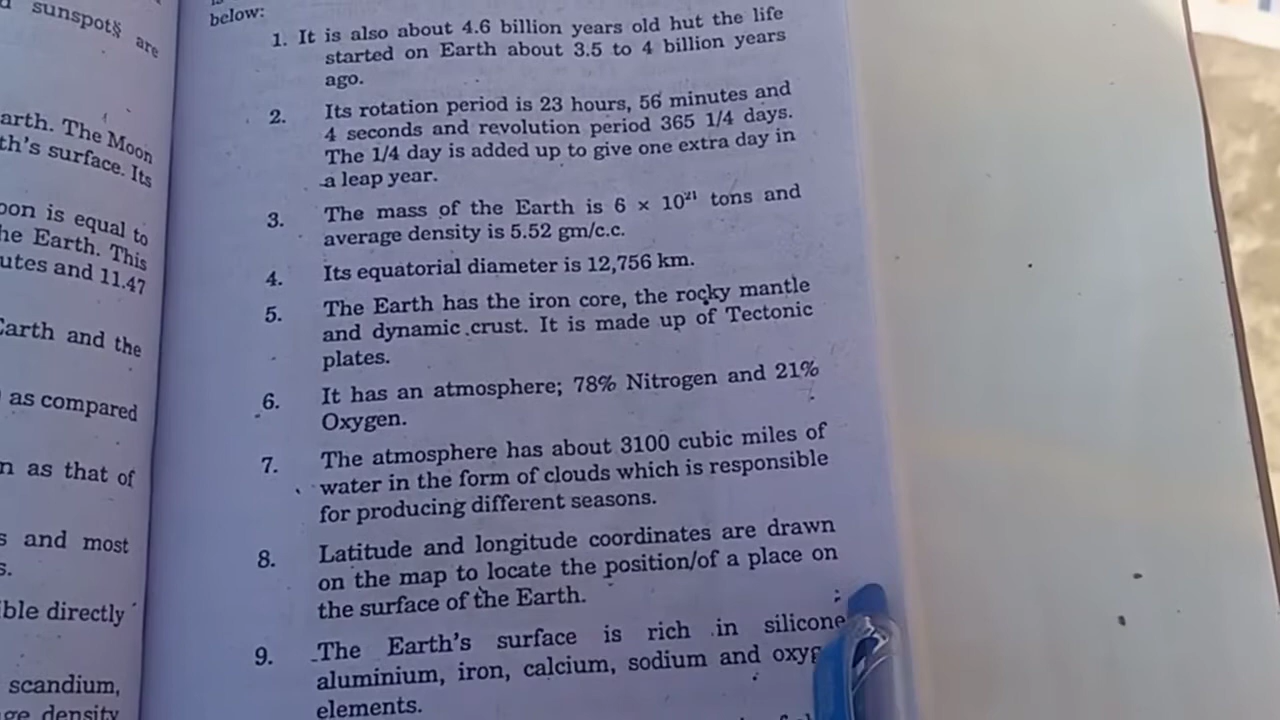 sunspot§ are
arth. The Moon
th's surface. Its
oon is equal to
he Earth. This
utes and 11.47
Earth and the
as compared
n as that of
s and most
s.
ible directly
scandium,
ge density
below:
1. It is also about 4.6 billion years old hut the life
started on Earth about 3.5 to 4 billion years
ago.
2. Its rotation period is 23 hours, 56 minutes and
4 seconds and revolution period 365 1/4 days.
The 1/4 day is added up to give one extra day in
a leap year.
3. The mass of the Earth is 6 × 10²¹ tons and
average density is 5.52 gm/c.c.
4. Its equatorial diameter is 12,756 km.
5. The Earth has the iron core, the rocky mantle
and dynamic crust. It is made up of Tectonic
plates.
6. It has an atmosphere; 78% Nitrogen and 21%
Oxygen.
7. The atmosphere has about 3100 cubic miles of
water in the form of clouds which is responsible
for producing different seasons.
8. Latitude and longitude coordinates are drawn
on the map to locate the position/of a place on
the surface of the Earth.
9. The Earth's surface is rich in silicone
aluminium, iron, calcium, sodium and oxyg
elements.